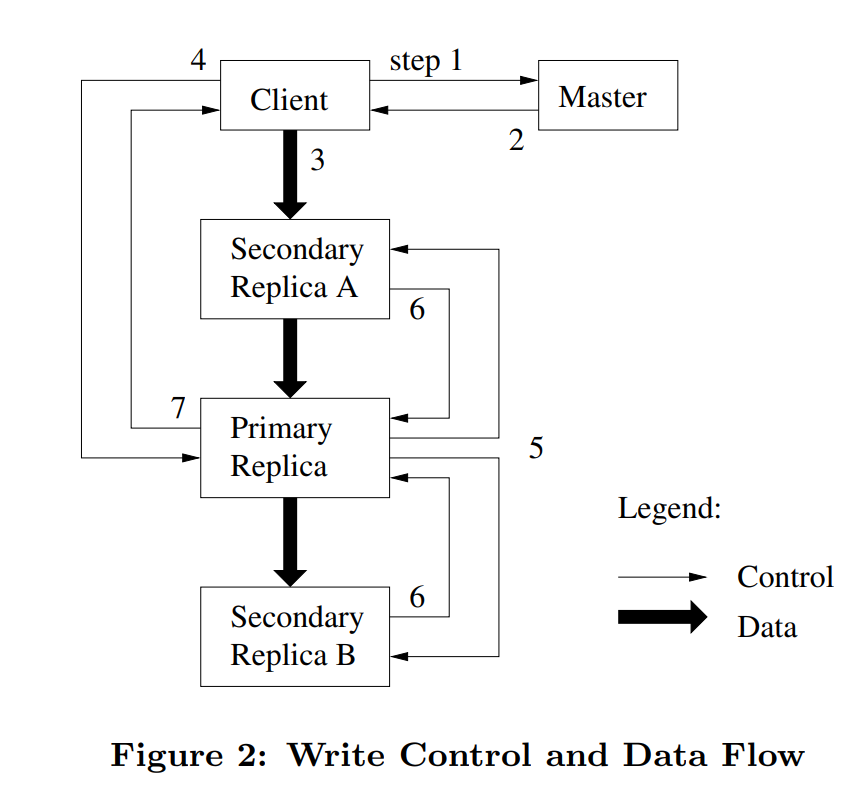 4
step 1
Client
Master
2
3
Secondary
Replica A
6
7
Primary
Replica
5
Legend:
Control
6
Secondary
Replica B
Data
Figure 2: Write Control and Data Flow